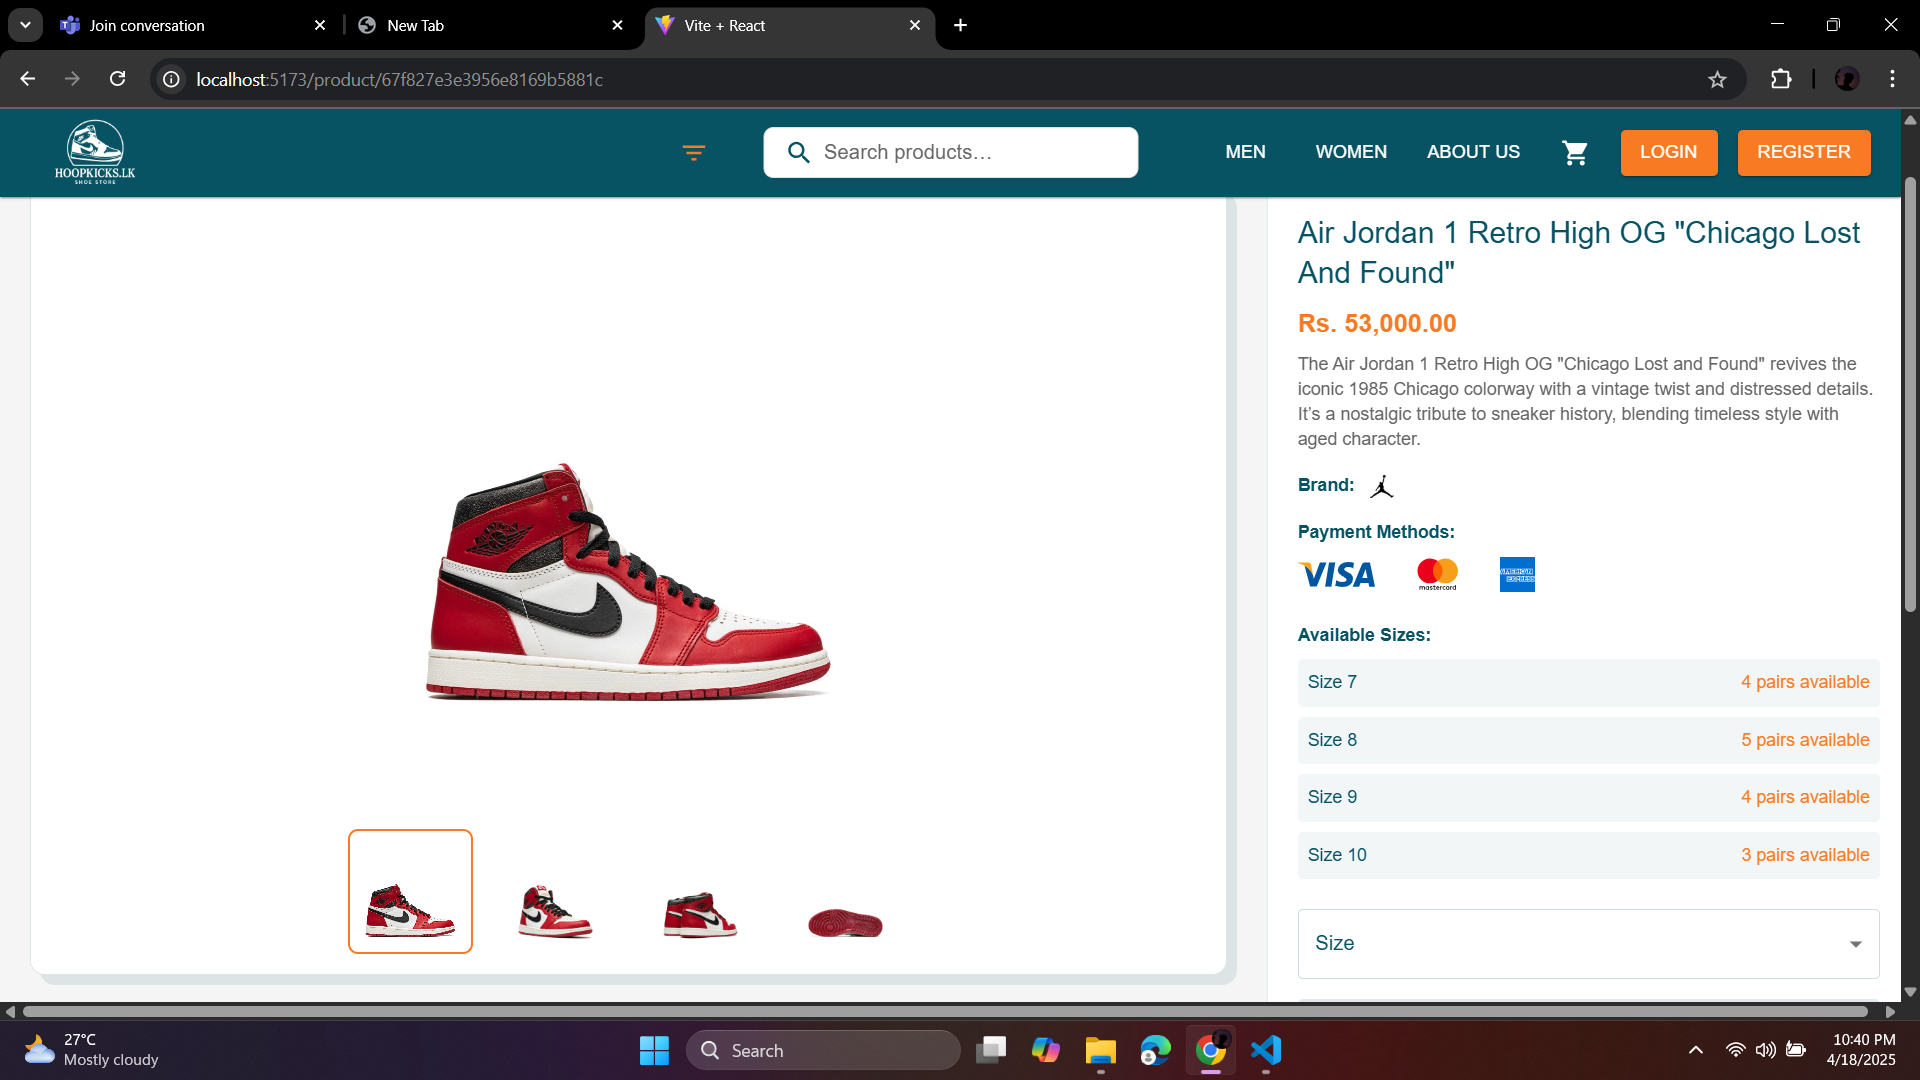 Join conversation
New Tab
Vite + React
localhost:5173/product/67f827e3e3956e8169b5881c
HOOPKICKS.LK
SHOE STORE
Search products...
MEN
WOMEN
ABOUT US
LOGIN
REGISTER
Air Jordan 1 Retro High OG "Chicago Lost
And Found"
Rs. 53,000.00
The Air Jordan 1 Retro High OG "Chicago Lost and Found" revives the
iconic 1985 Chicago colorway with a vintage twist and distressed details.
It's a nostalgic tribute to sneaker history, blending timeless style with
aged character.
Brand:
Payment Methods:
VISA
mastercard
AMERICAN
EXPRESS
Available Sizes:
Size 7
4 pairs available
Size 8
5 pairs available
Size 9
4 pairs available
Size 10
3 pairs available
Size
27°C
Mostly cloudy
Search
10:40 PM
4/18/2025